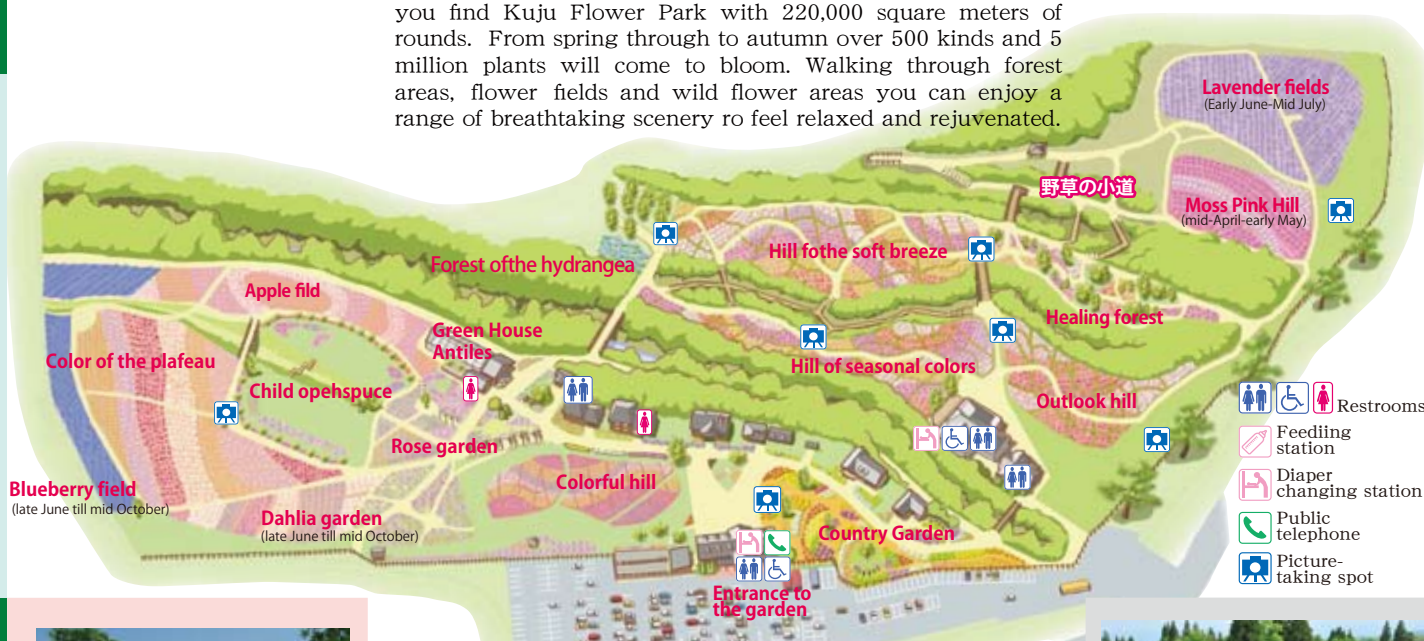 you find Kuju Flower Park with 220,000 square meters of
rounds. From spring through to autumn over 500 kinds and 5
million plants will come to bloom. Walking through forest
areas, flower fields and wild flower areas you can enjoy a
range of breathtaking scenery ro feel relaxed and rejuvenated.
Lavender fields
(Early June-Mid July)
野草の小道
Moss Pink Hill
(mid-April-early May)
Hill fothe soft breeze
Forest ofthe hydrangea
Apple fild
Healing forest
Green House
Antiles
Color of the plafeau
Hill of seasonal colors
Child opehspuce
Outlook hill
Rose garden
Colorful hill
Blueberry field
(late June till mid October)
Dahlia garden
(late June till mid October)
Country Garden
Entrance to
the garden
Restrooms
Feediing
station
Diaper
changing station
Public
telephone
Picture-
taking spot